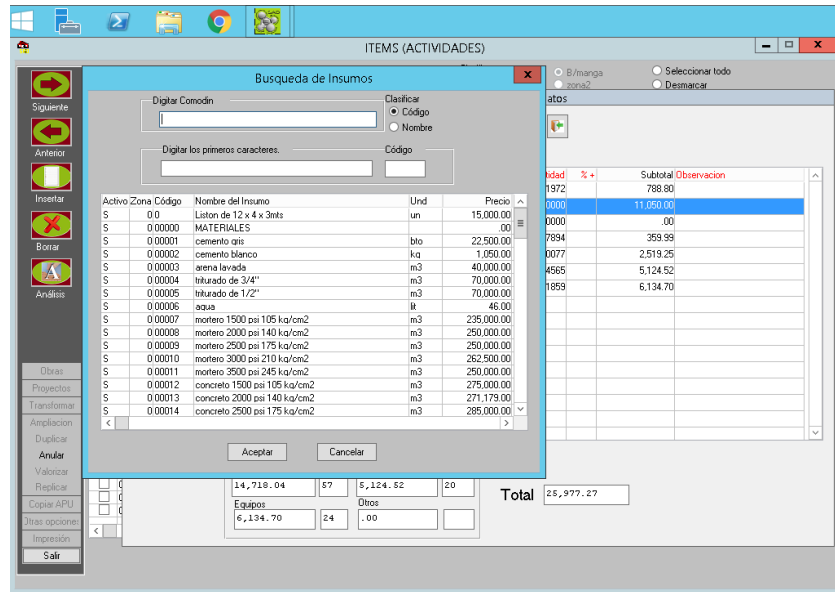 ITEMS (ACTIVIDADES)
B/manga
Seleccionar todo
zona2
Desmarcar
atos
Siguiente
Anterior
Insertar
Borrar
Análisis
Obras
Proyectos
Transformar
Ampliacion
Duplicar
Anular
Valorizar
Replicar
Copiar APU
Otras opciones
Impresión
Salir
Busqueda de Insumos
Digitar Comodin
Clasificar
Código
Nombre
Digitar los primeros caracteres.
Código
Activo Zona Código Nombre del Insumo Und Precio
S 0 0 Liston de 12 x 4 x 3mts un 15,000.00
S 0 00000 MATERIALES .00
S 0 00001 cemento gris bto 22,500.00
S 0 00002 cemento blanco kg 1,050.00
S 0 00003 arena lavada m3 40,000.00
S 0 00004 triturado de 3/4'' m3 70,000.00
S 0 00005 triturado de 1/2'' m3 70,000.00
S 0 00006 agua lit 46.00
S 0 00007 mortero 1500 psi 105 kg/cm2 m3 235,000.00
S 0 00008 mortero 2000 psi 140 kg/cm2 m3 250,000.00
S 0 00009 mortero 2500 psi 175 kg/cm2 m3 250,000.00
S 0 00010 mortero 3000 psi 210 kg/cm2 m3 262,500.00
S 0 00011 mortero 3500 psi 245 kg/cm2 m3 250,000.00
S 0 00012 concreto 1500 psi 105 kg/cm2 m3 275,000.00
S 0 00013 concreto 2000 psi 140 kg/cm2 m3 271,179.00
S 0 00014 concreto 2500 psi 175 kg/cm2 m3 285,000.00
Aceptar Cancelar
tidad % + Subtotal Observacion
1972 788.80
0000 11,050.00
0000 .00
7894 359.99
0077 2,519.25
4565 5,124.52
1859 6,134.70
14,718.04 57 5,124.52 20
Equipos Otros
6,134.70 24 .00
Total 25,977.27